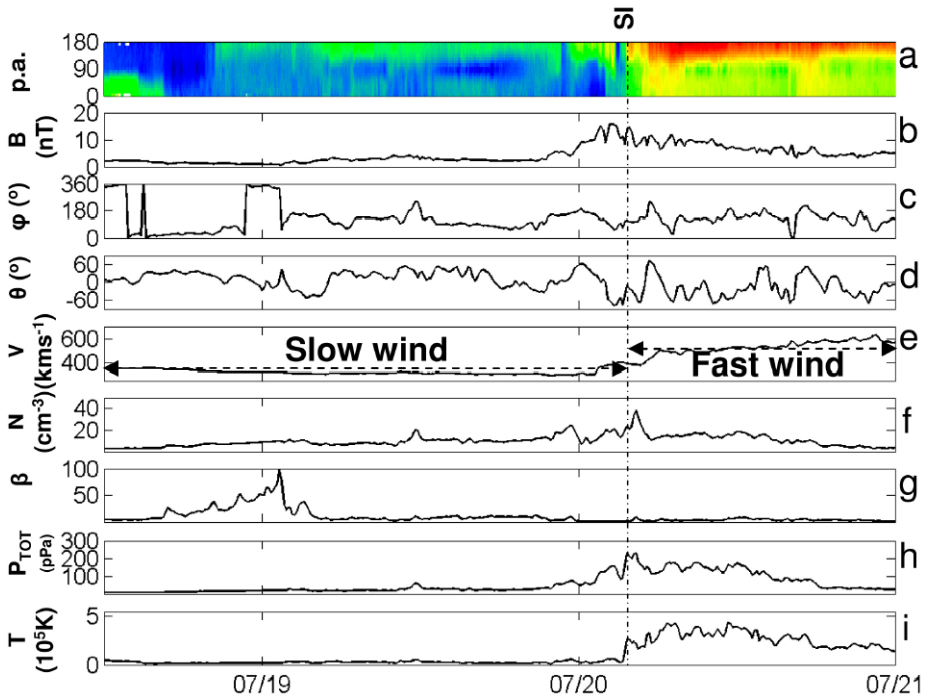 SI
p.a.
180
90
0
a
B
(nT)
20
10
0
b
φ (º)
360
180
0
c
θ (º)
60
0
-60
d
V
(kms-1)
600
400
Slow wind
Fast wind
e
N
(cm-3)
40
20
f
β
100
50
g
PTOT
(pPa)
300
200
100
h
T
(10⁵K)
5
0
i
07/19
07/20
07/21